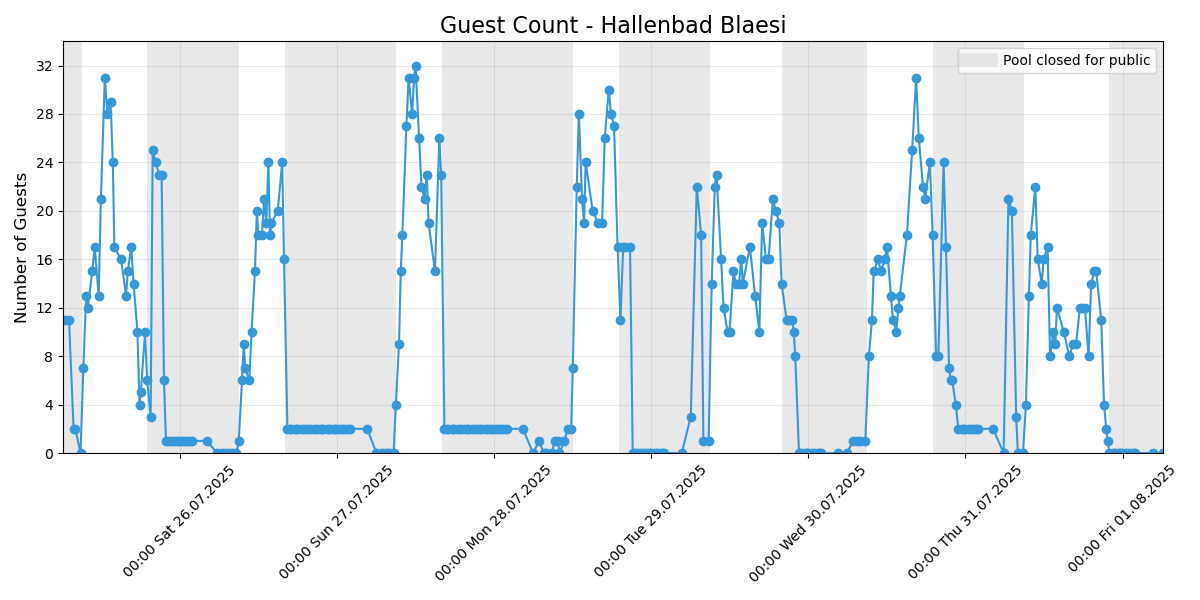 Guest Count - Hallenbad Blaesi
Pool closed for public
Number of Guests
32
28
24
20
16
12
8
4
0
00:00 Sat 26.07.2025
00:00 Sun 27.07.2025
00:00 Mon 28.07.2025
00:00 Tue 29.07.2025
00:00 Wed 30.07.2025
00:00 Thu 31.07.2025
00:00 Fri 01.08.2025